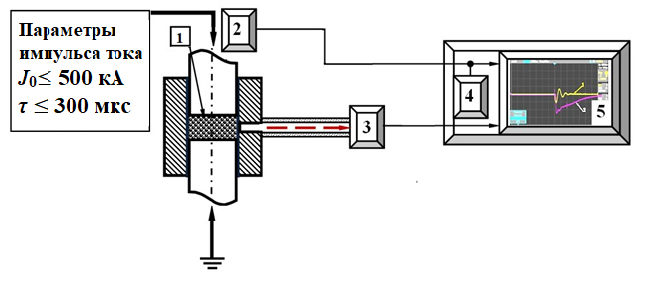 Параметры
импульса тока
J₀≤ 500 кА
τ ≤ 300 мкс
1
2
3
4
5